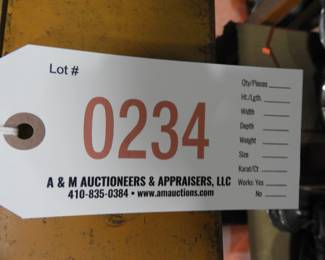 Lot #
0234
A & M AUCTIONEERS & APPRAISERS, LLC
410-835-0384 • www.amauctions.com
Qty/Pieces
Ht./Lgth.
Width
Depth
Weight
Size
Karat/Ct
Works: Yes
No